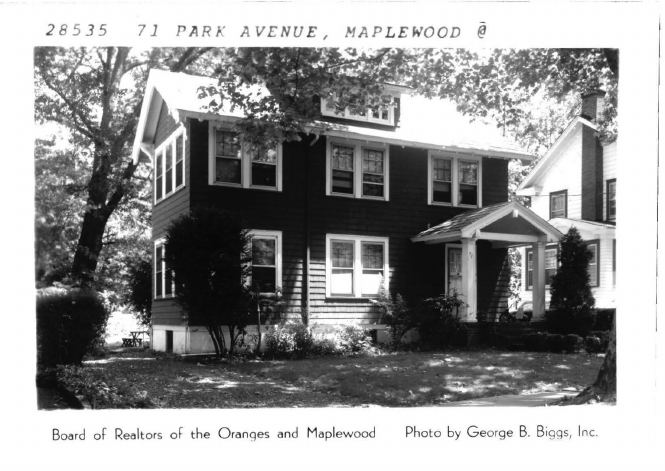 28535 71 PARK AVENUE, MAPLEWOOD @
Board of Realtors of the Oranges and Maplewood Photo by George B. Biggs, Inc.